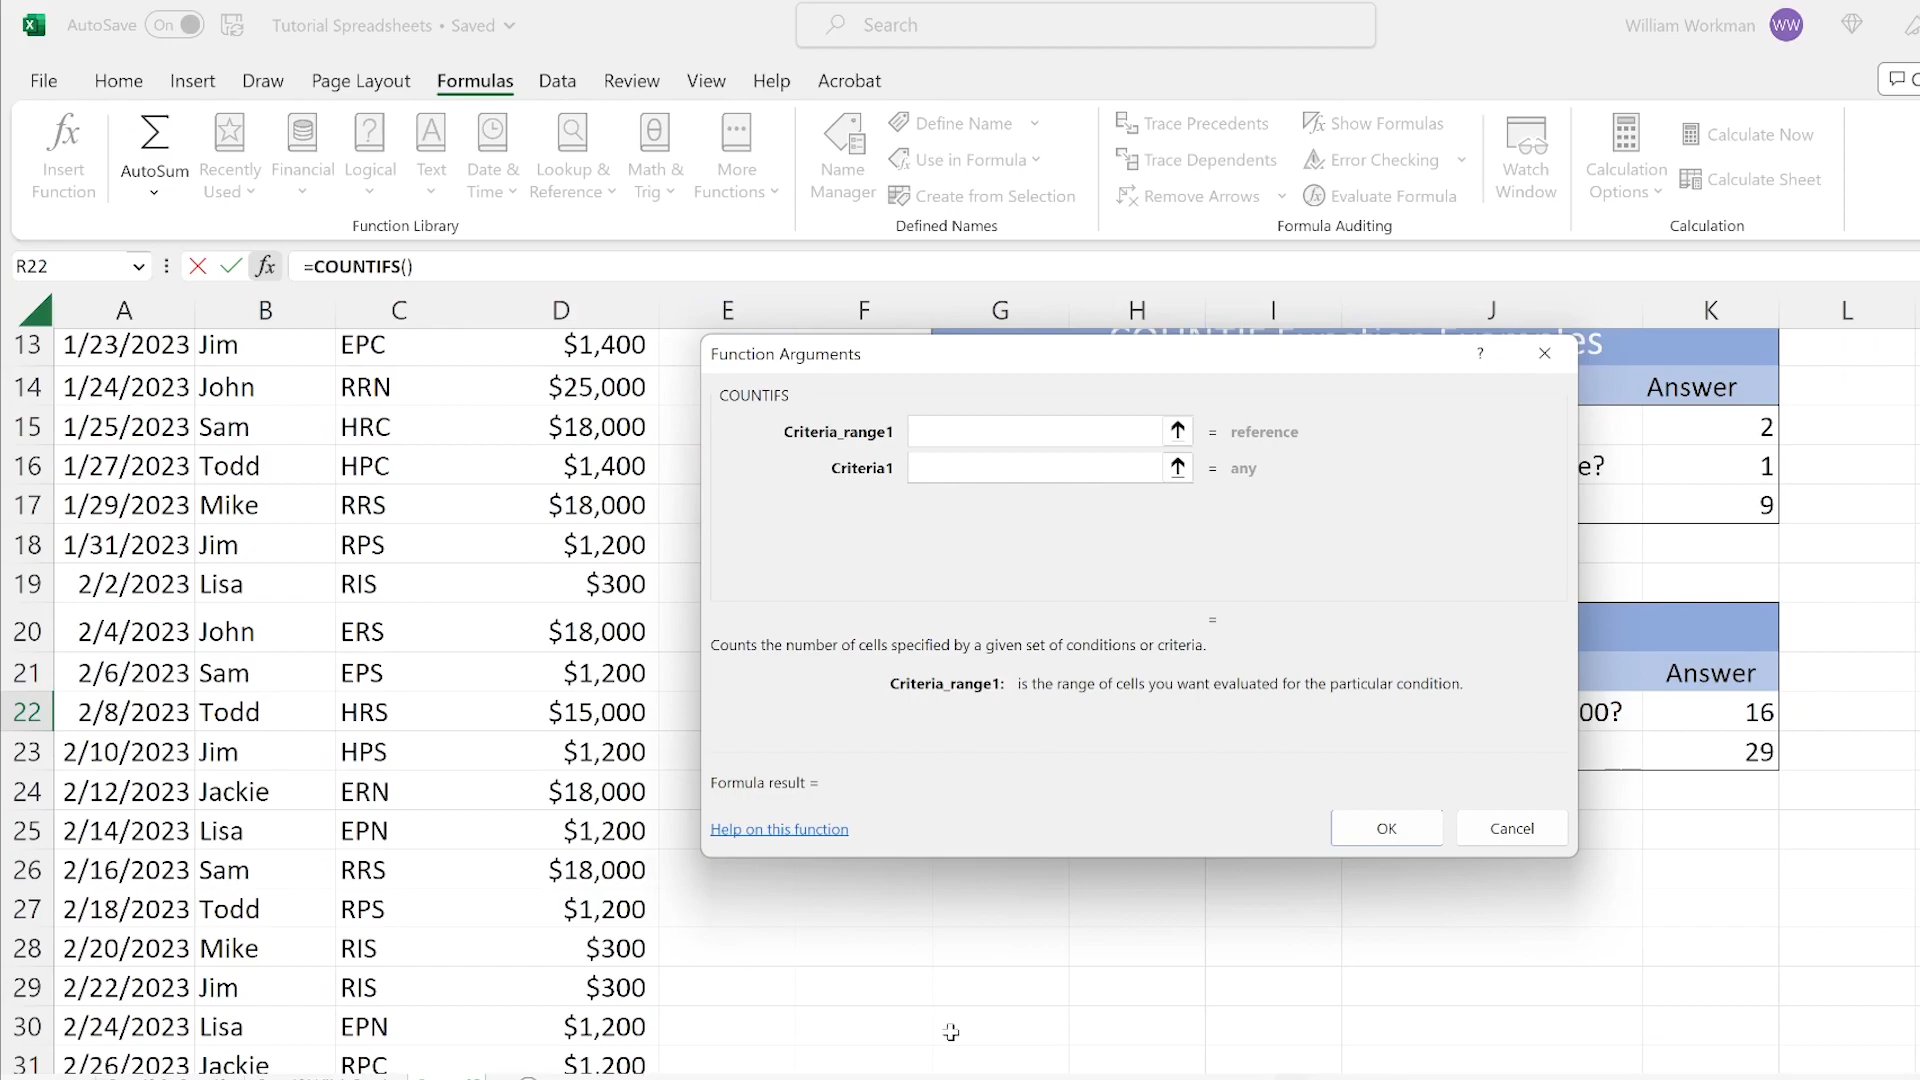 AutoSave On Tutorial Spreadsheets • Saved Search William Workman WW
File Home Insert Draw Page Layout Formulas Data Review View Help Acrobat
fx Insert Function
Σ AutoSum
Recently Used
Financial
Logical
Text
Date & Time
Lookup & Reference
Math & Trig
More Functions
Function Library
Name Manager
Define Name
Use in Formula
Create from Selection
Defined Names
Trace Precedents
Trace Dependents
Remove Arrows
Show Formulas
Error Checking
Evaluate Formula
Formula Auditing
Watch Window
Calculation Options
Calculate Now
Calculate Sheet
Calculation
R22 fx =COUNTIFS()
A B C D E F G H I J K L
13 1/23/2023 Jim EPC $1,400
14 1/24/2023 John RRN $25,000 Answer
15 1/25/2023 Sam HRC $18,000 2
16 1/27/2023 Todd HPC $1,400 e? 1
17 1/29/2023 Mike RRS $18,000 9
18 1/31/2023 Jim RPS $1,200
19 2/2/2023 Lisa RIS $300
20 2/4/2023 John ERS $18,000
21 2/6/2023 Sam EPS $1,200 Answer
22 2/8/2023 Todd HRS $15,000 00? 16
23 2/10/2023 Jim HPS $1,200 29
24 2/12/2023 Jackie ERN $18,000
25 2/14/2023 Lisa EPN $1,200
26 2/16/2023 Sam RRS $18,000
27 2/18/2023 Todd RPS $1,200
28 2/20/2023 Mike RIS $300
29 2/22/2023 Jim RIS $300
30 2/24/2023 Lisa EPN $1,200
31 2/26/2023 Jackie RPC $1,200
COUNTIF Function Examples
Function Arguments ?
COUNTIFS
Criteria_range1 = reference
Criteria1 = any
=
Counts the number of cells specified by a given set of conditions or criteria.
Criteria_range1: is the range of cells you want evaluated for the particular condition.
Formula result =
Help on this function OK Cancel